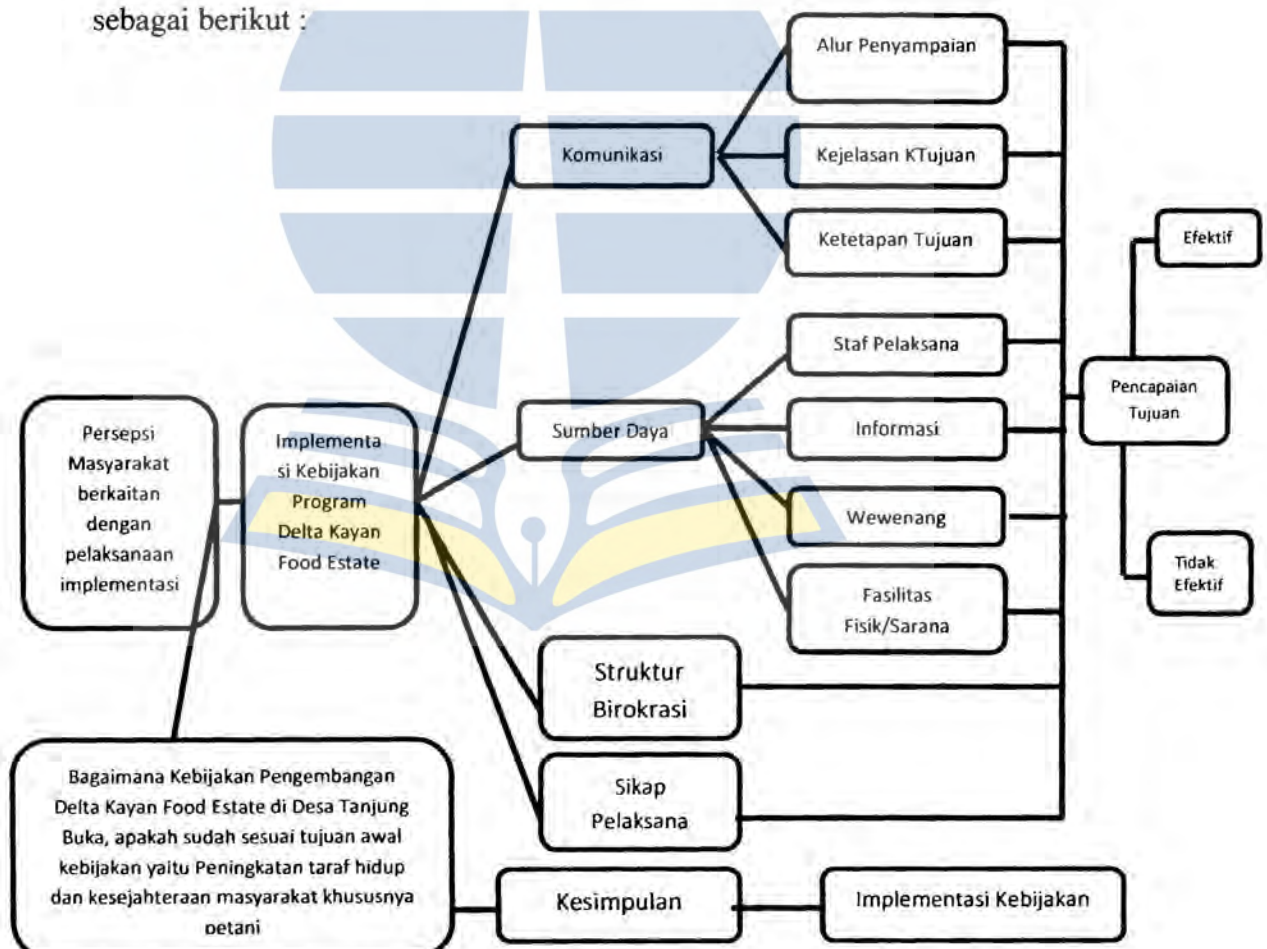 sebagai berikut :
Alur Penyampaian
Komunikasi
Kejelasan KTujuan
Ketetapan Tujuan
Efektif
Staf Pelaksana
Pencapaian
Tujuan
Persepsi
Masyarakat
berkaitan
dengan
pelaksanaan
implementasi
Implementa
si Kebijakan
Program
Delta Kayan
Food Estate
Sumber Daya
Informasi
Wewenang
Tidak
Efektif
Fasilitas
Fisik/Sarana
Struktur
Birokrasi
Sikap
Pelaksana
Bagaimana Kebijakan Pengembangan
Delta Kayan Food Estate di Desa Tanjung
Buka, apakah sudah sesuai tujuan awal
kebijakan yaitu Peningkatan taraf hidup
dan kesejahteraan masyarakat khususnya
petani
Kesimpulan
Implementasi Kebijakan